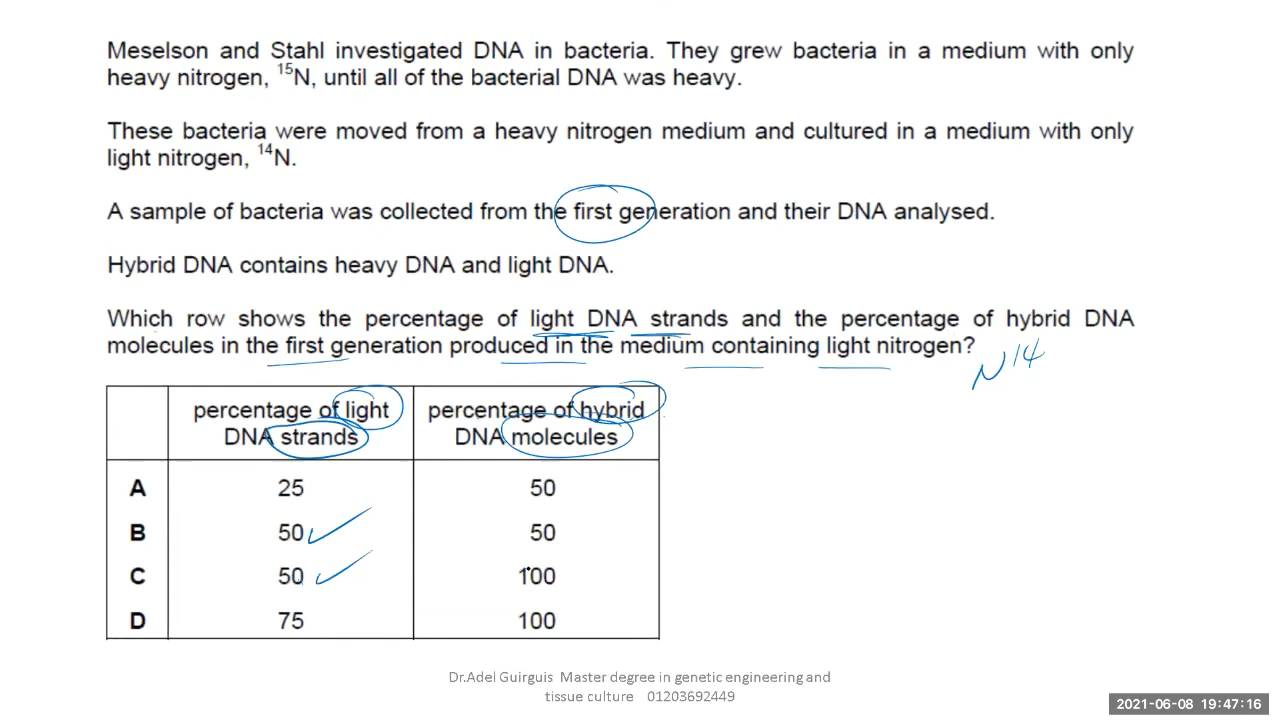 Meselson and Stahl investigated DNA in bacteria. They grew bacteria in a medium with only
heavy nitrogen, ¹⁵N, until all of the bacterial DNA was heavy.
These bacteria were moved from a heavy nitrogen medium and cultured in a medium with only
light nitrogen, ¹⁴N.
A sample of bacteria was collected from the first generation and their DNA analysed.
Hybrid DNA contains heavy DNA and light DNA.
Which row shows the percentage of light DNA strands and the percentage of hybrid DNA
molecules in the first generation produced in the medium containing light nitrogen?
N14
percentage of light percentage of hybrid
DNA strands DNA molecules
A 25 50
B 50 50
C 50 100
D 75 100
Dr.Adel Guirguis Master degree in genetic engineering and
tissue culture 01203692449
2021-06-08 19:47:16